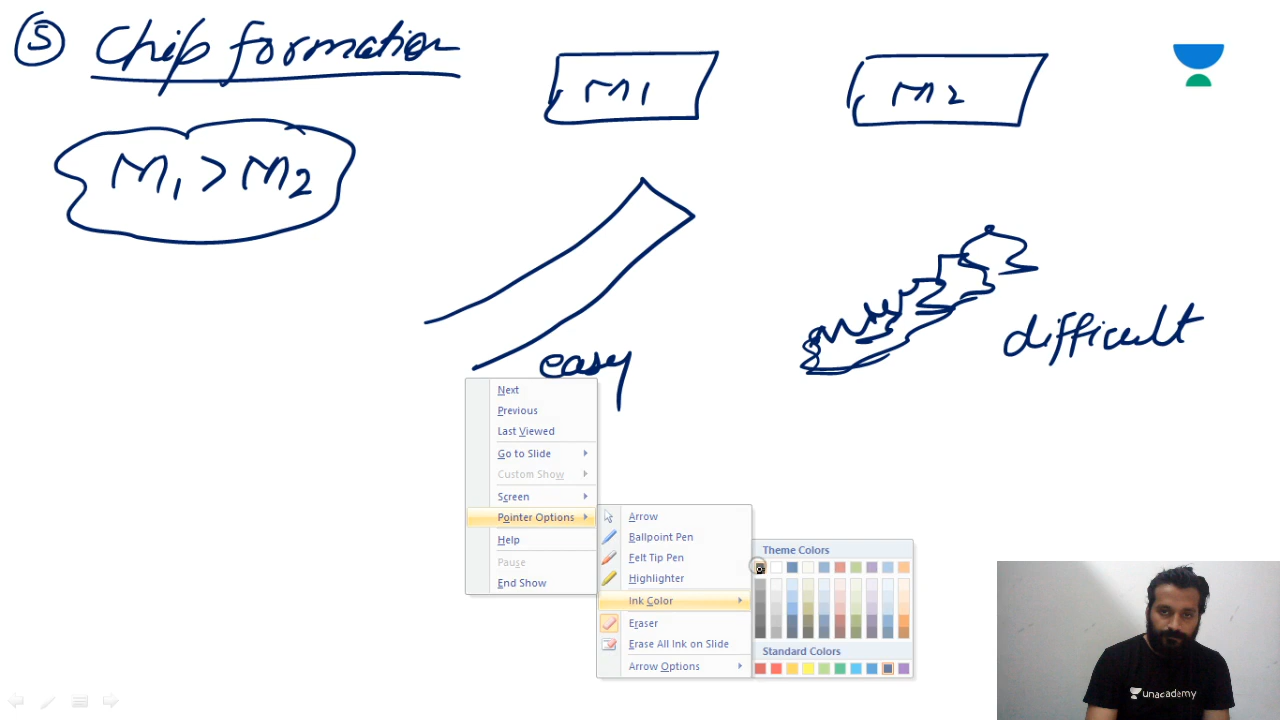 5 Chip formation
M1 M2
M1 > M2
easy
difficult
Next
Previous
Last Viewed
Go to Slide
Custom Show
Screen
Pointer Options
Help
Pause
End Show
Arrow
Ballpoint Pen
Felt Tip Pen
Highlighter
Ink Color
Eraser
Erase All Ink on Slide
Arrow Options
Theme Colors
Standard Colors
unacademy